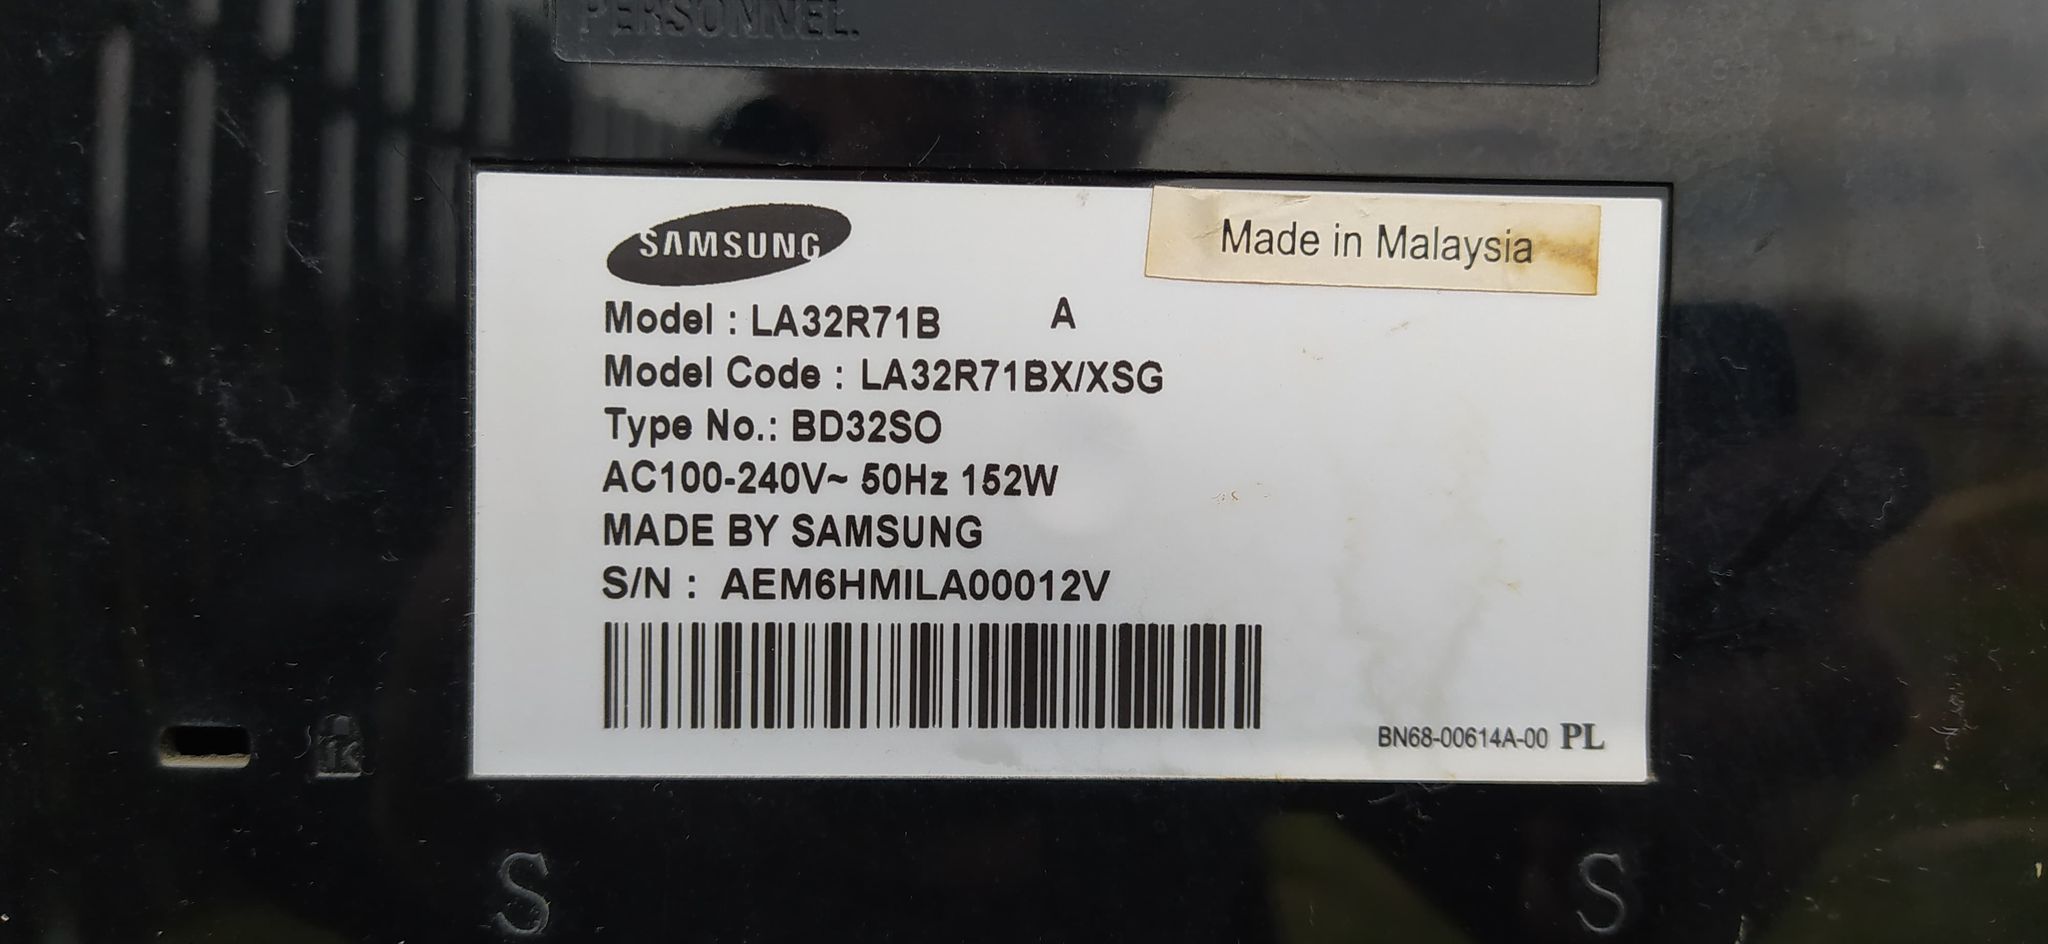 PERSONNEL.
SAMSUNG
Made in Malaysia
Model : LA32R71B A
Model Code : LA32R71BX/XSG
Type No.: BD32SO
AC100-240V~ 50Hz 152W
MADE BY SAMSUNG
S/N : AEM6HMILA00012V
BN68-00614A-00 PL
K
S S